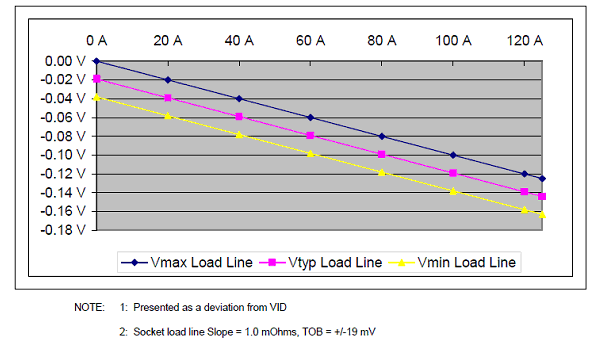 0 A 20 A 40 A 60 A 80 A 100 A 120 A
0.00 V
-0.02 V
-0.04 V
-0.06 V
-0.08 V
-0.10 V
-0.12 V
-0.14 V
-0.16 V
-0.18 V
Vmax Load Line Vtyp Load Line Vmin Load Line
NOTE: 1: Presented as a deviation from VID
2: Socket load line Slope = 1.0 mOhms, TOB = +/-19 mV